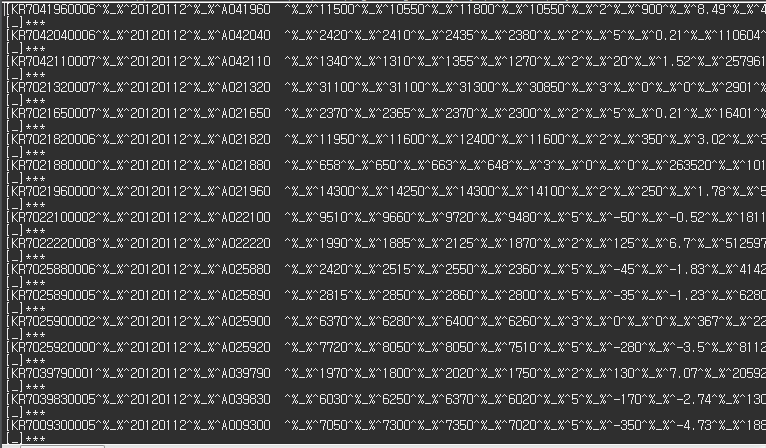 [KR7041960006^%_%^20120112^%_%^A041960  ^%_%^11500^%_%^10550^%_%^11800^%_%^10550^%_%^2^%_%^900^%_%^8.49^%_%^4
[_]***
[KR7042040006^%_%^20120112^%_%^A042040  ^%_%^2420^%_%^2410^%_%^2435^%_%^2380^%_%^2^%_%^5^%_%^0.21^%_%^110604^
[_]***
[KR7042110007^%_%^20120112^%_%^A042110  ^%_%^1340^%_%^1310^%_%^1355^%_%^1270^%_%^2^%_%^20^%_%^1.52^%_%^257961
[_]***
[KR7021320007^%_%^20120112^%_%^A021320  ^%_%^31100^%_%^31100^%_%^31300^%_%^30850^%_%^3^%_%^0^%_%^0^%_%^2901^%
[_]***
[KR7021650007^%_%^20120112^%_%^A021650  ^%_%^2370^%_%^2365^%_%^2370^%_%^2300^%_%^2^%_%^5^%_%^0.21^%_%^16401^%
[_]***
[KR7021820006^%_%^20120112^%_%^A021820  ^%_%^11950^%_%^11600^%_%^12400^%_%^11600^%_%^2^%_%^350^%_%^3.02^%_%^3
[_]***
[KR7021880000^%_%^20120112^%_%^A021880  ^%_%^658^%_%^650^%_%^663^%_%^648^%_%^3^%_%^0^%_%^0^%_%^263520^%_%^101
[_]***
[KR7021960000^%_%^20120112^%_%^A021960  ^%_%^14300^%_%^14250^%_%^14300^%_%^14100^%_%^2^%_%^250^%_%^1.78^%_%^5
[_]***
[KR7022100002^%_%^20120112^%_%^A022100  ^%_%^9510^%_%^9660^%_%^9720^%_%^9480^%_%^5^%_%^-50^%_%^-0.52^%_%^1811
[_]***
[KR7022220008^%_%^20120112^%_%^A022220  ^%_%^1990^%_%^1885^%_%^2125^%_%^1870^%_%^2^%_%^125^%_%^6.7^%_%^512597
[_]***
[KR7025880006^%_%^20120112^%_%^A025880  ^%_%^2420^%_%^2515^%_%^2550^%_%^2360^%_%^5^%_%^-45^%_%^-1.83^%_%^4142
[_]***
[KR7025890005^%_%^20120112^%_%^A025890  ^%_%^2815^%_%^2850^%_%^2860^%_%^2800^%_%^5^%_%^-35^%_%^-1.23^%_%^6280
[_]***
[KR7025900002^%_%^20120112^%_%^A025900  ^%_%^6370^%_%^6280^%_%^6400^%_%^6260^%_%^3^%_%^0^%_%^0^%_%^367^%_%^22
[_]***
[KR7025920000^%_%^20120112^%_%^A025920  ^%_%^7720^%_%^8050^%_%^8050^%_%^7510^%_%^5^%_%^-280^%_%^-3.5^%_%^8112
[_]***
[KR7039790001^%_%^20120112^%_%^A039790  ^%_%^1970^%_%^1800^%_%^2020^%_%^1750^%_%^2^%_%^130^%_%^7.07^%_%^20592
[_]***
[KR7039830005^%_%^20120112^%_%^A039830  ^%_%^6030^%_%^6250^%_%^6370^%_%^6020^%_%^5^%_%^-170^%_%^-2.74^%_%^130
[_]***
[KR7009300005^%_%^20120112^%_%^A009300  ^%_%^7050^%_%^7300^%_%^7350^%_%^7020^%_%^5^%_%^-350^%_%^-4.73^%_%^188
[_]***